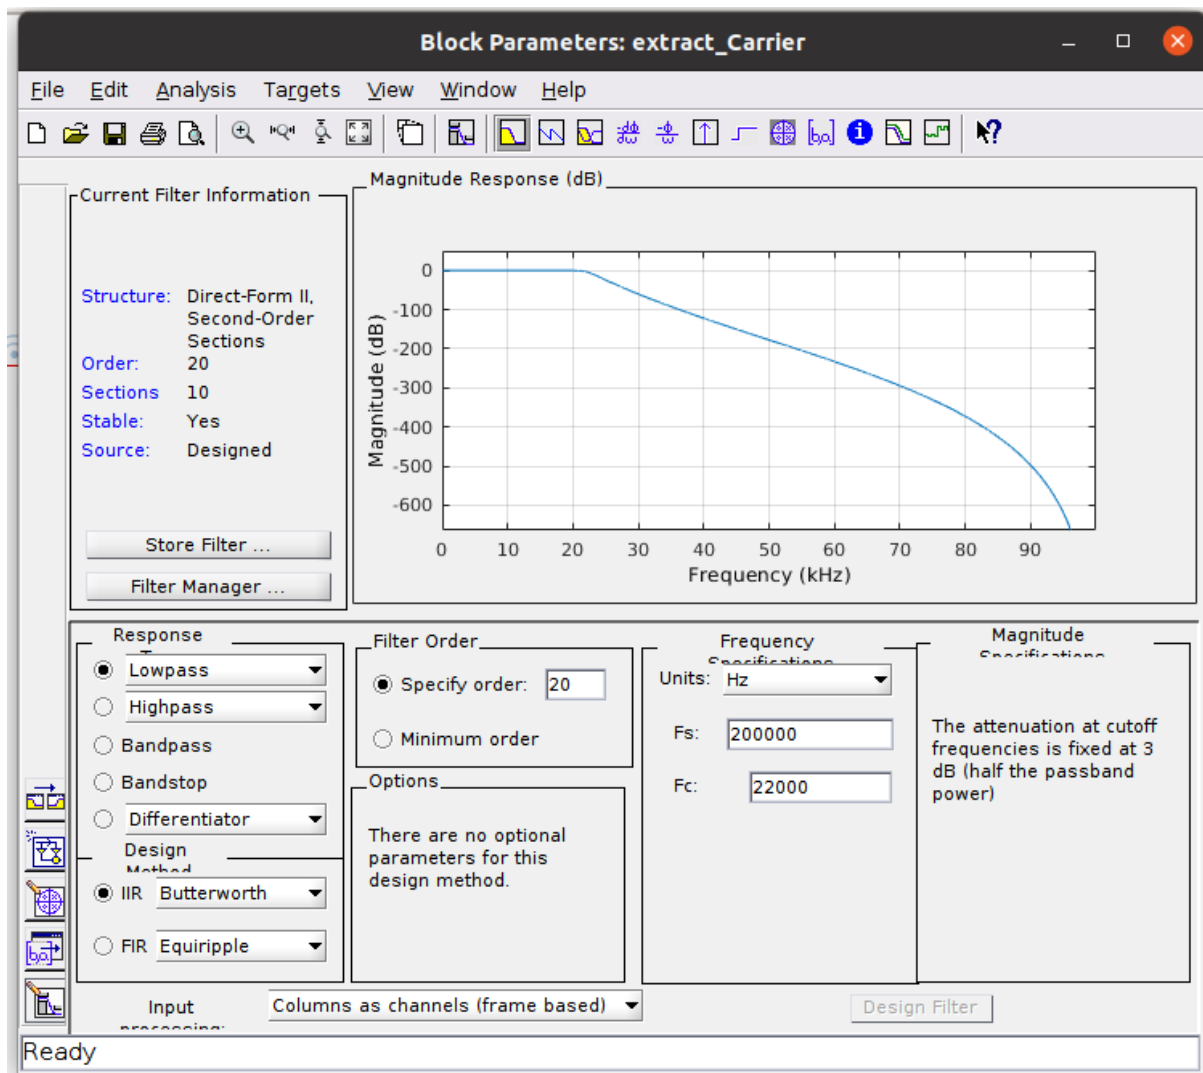 Block Parameters: extract_Carrier
File Edit Analysis Targets View Window Help
Current Filter Information
Structure: Direct-Form II,
Second-Order
Sections
Order: 20
Sections 10
Stable: Yes
Source: Designed
Store Filter ...
Filter Manager ...
Magnitude Response (dB)
0
-100
-200
-300
-400
-500
-600
Magnitude (dB)
0 10 20 30 40 50 60 70 80 90
Frequency (kHz)
Response
Lowpass
Highpass
Bandpass
Bandstop
Differentiator
Design
Method
IIR Butterworth
FIR Equiripple
Filter Order
Specify order: 20
Minimum order
Options
There are no optional
parameters for this
design method.
Frequency
Specifications
Units: Hz
Fs: 200000
Fc: 22000
Magnitude
Specifications
The attenuation at cutoff
frequencies is fixed at 3
dB (half the passband
power)
Input
processing:
Columns as channels (frame based)
Design Filter
Ready